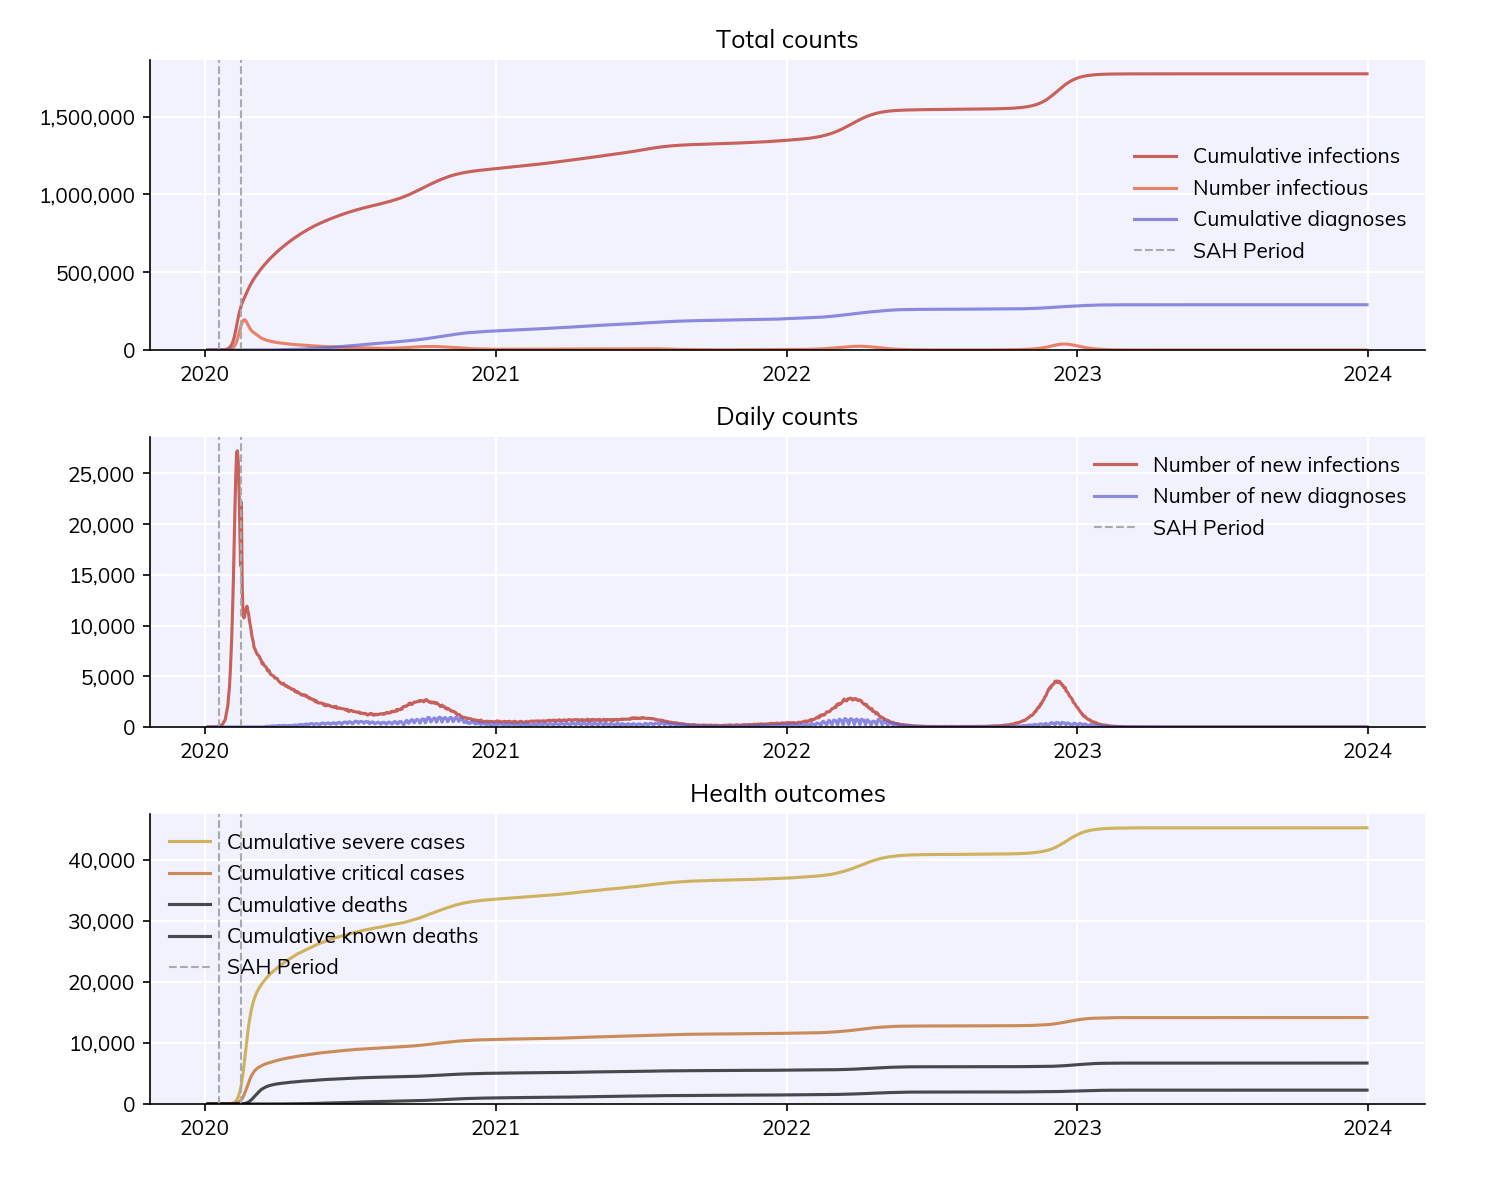 Total counts
1,500,000
1,000,000
500,000
0
Cumulative infections
Number infectious
Cumulative diagnoses
SAH Period
2020 2021 2022 2023 2024
Daily counts
25,000
20,000
15,000
10,000
5,000
0
Number of new infections
Number of new diagnoses
SAH Period
2020 2021 2022 2023 2024
Health outcomes
40,000
30,000
20,000
10,000
0
Cumulative severe cases
Cumulative critical cases
Cumulative deaths
Cumulative known deaths
SAH Period
2020 2021 2022 2023 2024